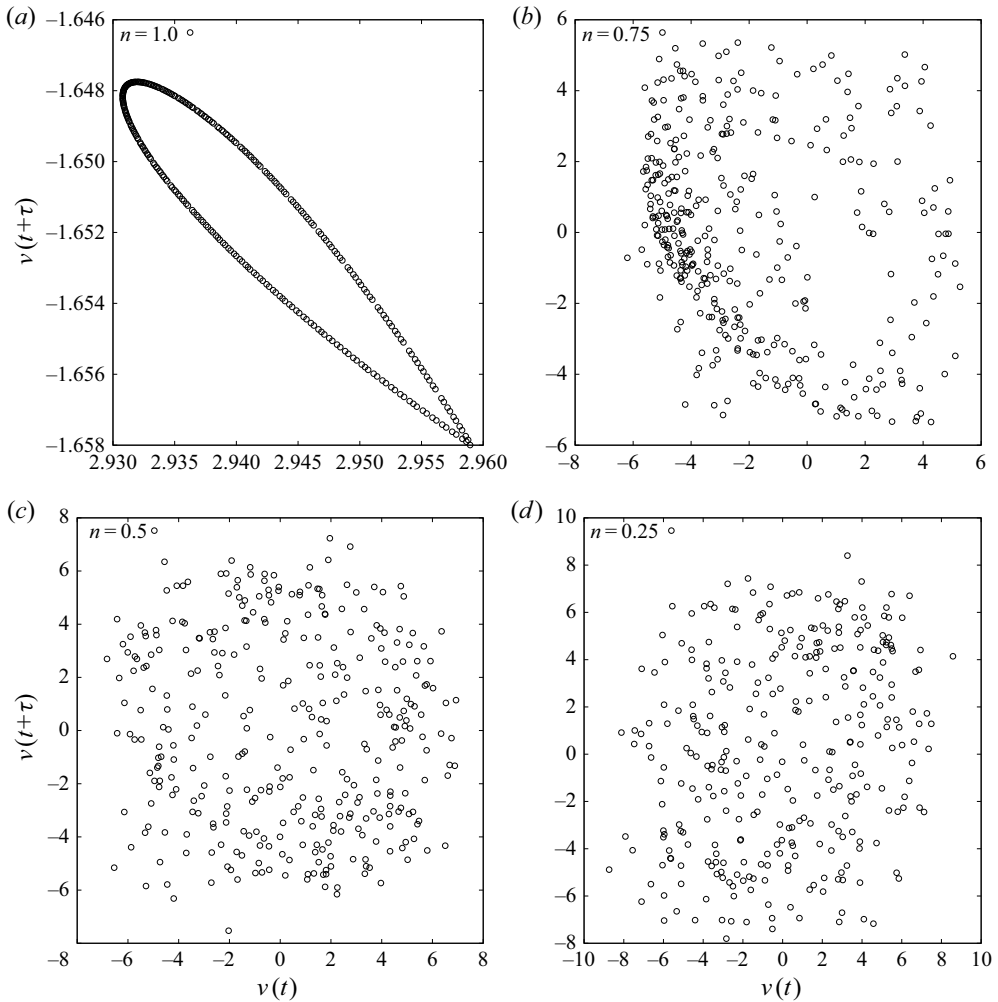 (a)
−1.646
n = 1.0
−1.648
−1.650
−1.652
−1.654
−1.656
−1.658
v(t+τ)
2.930 2.935 2.940 2.945 2.950 2.955 2.960
(b)
6
n = 0.75
4
2
0
−2
−4
−6
−8 −6 −4 −2 0 2 4 6
(c)
8
n = 0.5
6
4
2
0
−2
−4
−6
−8
v(t+τ)
−8 −6 −4 −2 0 2 4 6 8
v(t)
(d)
10
n = 0.25
8
6
4
2
0
−2
−4
−6
−8
−10 −8 −6 −4 −2 0 2 4 6 8 10
v(t)